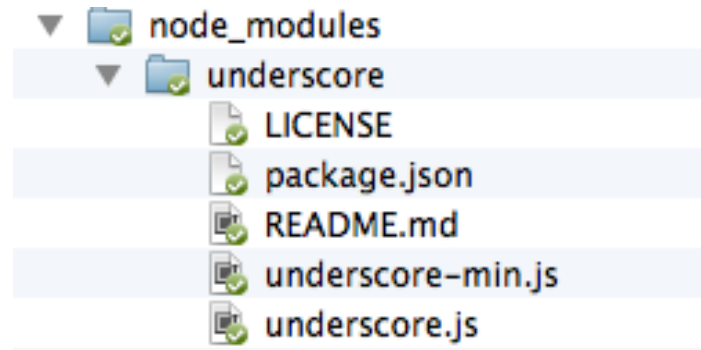 node_modules
underscore
LICENSE
package.json
README.md
underscore-min.js
underscore.js